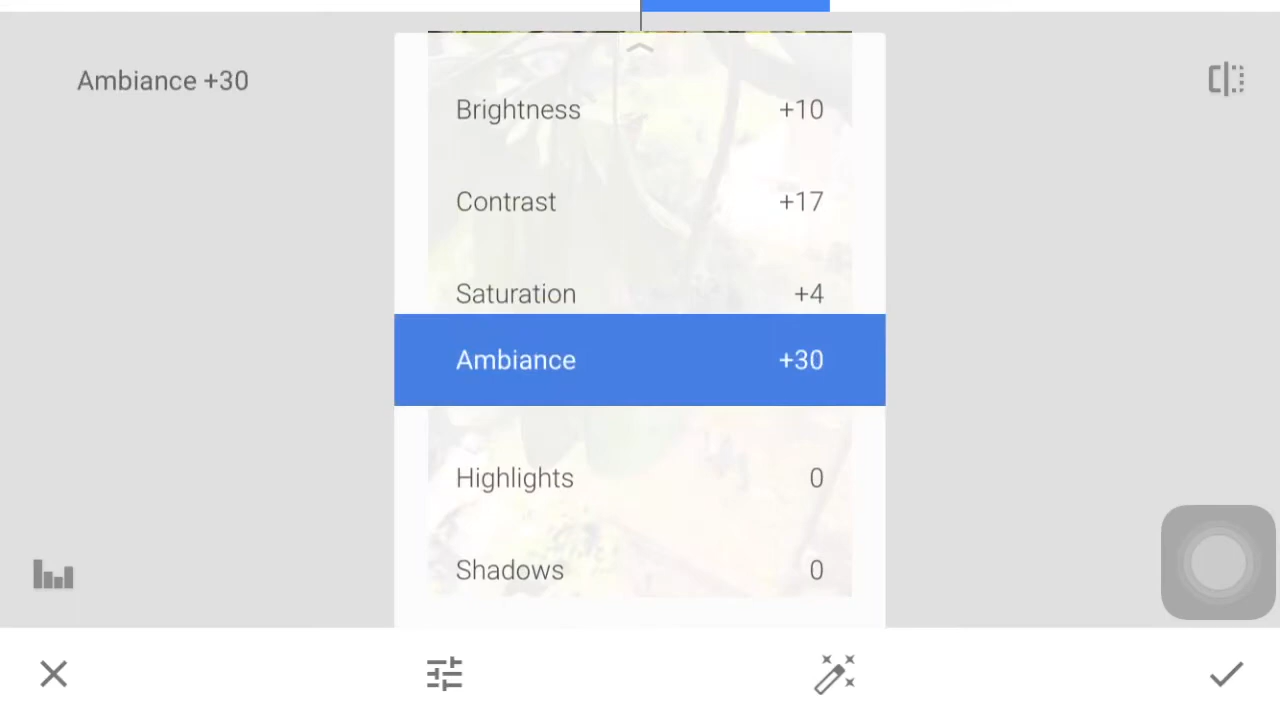 Ambiance +30
Brightness +10
Contrast +17
Saturation +4
Ambiance +30
Highlights 0
Shadows 0